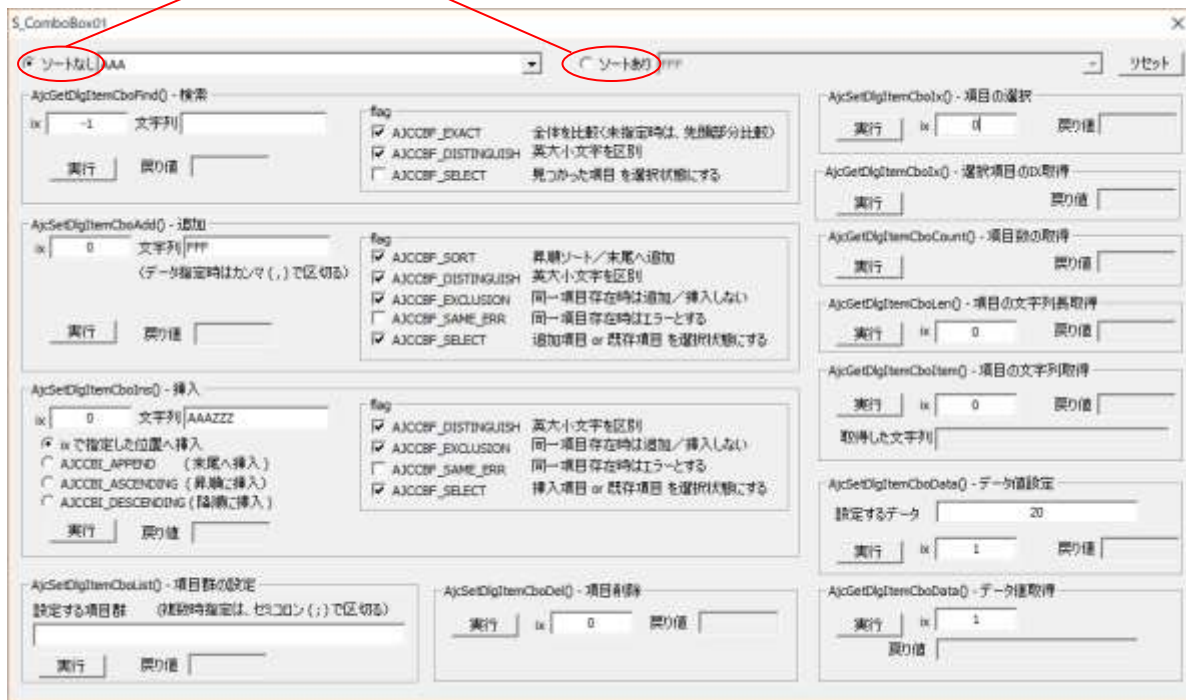 S_ComboBox01
ソートなし AAA
ソートあり FFF
リセット
AjcGetDlgItemCboFind() - 検索
ix -1 文字列
実行 戻り値
flag
AJCCBF_EXACT 全体を比較(未指定時は、先頭部分比較)
AJCCBF_DISTINGUISH 英大小文字を区別
AJCCBF_SELECT 見つかった項目 を選択状態にする
AjcSetDlgItemCboAdd() - 追加
ix 0 文字列 FFF
(データ指定時はカンマ(,)で区切る)
実行 戻り値
flag
AJCCBF_SORT 昇順ソート/末尾へ追加
AJCCBF_DISTINGUISH 英大小文字を区別
AJCCBF_EXCLUSION 同一項目存在時は追加/挿入しない
AJCCBF_SAME_ERR 同一項目存在時はエラーとする
AJCCBF_SELECT 追加項目 or 既存項目 を選択状態にする
AjcSetDlgItemCboIns() - 挿入
ix 0 文字列 AAAZZZ
ixで指定した位置へ挿入
AJCCBI_APPEND (末尾へ挿入)
AJCCBI_ASCENDING (昇順に挿入)
AJCCBI_DESCENDING (降順に挿入)
実行 戻り値
flag
AJCCBF_DISTINGUISH 英大小文字を区別
AJCCBF_EXCLUSION 同一項目存在時は追加/挿入しない
AJCCBF_SAME_ERR 同一項目存在時はエラーとする
AJCCBF_SELECT 挿入項目 or 既存項目 を選択状態にする
AjcSetDlgItemCboList() - 項目群の設定
設定する項目群 (複数時指定は、セミコロン(;)で区切る)
実行 戻り値
AjcSetDlgItemCboDel() - 項目削除
実行 ix 0 戻り値
AjcSetDlgItemCboIx() - 項目の選択
実行 ix 0 戻り値
AjcGetDlgItemCboIx() - 選択項目のIX取得
実行 戻り値
AjcGetDlgItemCboCount() - 項目数の取得
実行 戻り値
AjcGetDlgItemCboLen() - 項目の文字列長取得
実行 ix 0 戻り値
AjcGetDlgItemCboItem() - 項目の文字列取得
実行 ix 0 戻り値
取得した文字列
AjcSetDlgItemCboData() - データ値設定
設定するデータ 20
実行 ix 1 戻り値
AjcGetDlgItemCboData() - データ値取得
実行 ix 1
戻り値